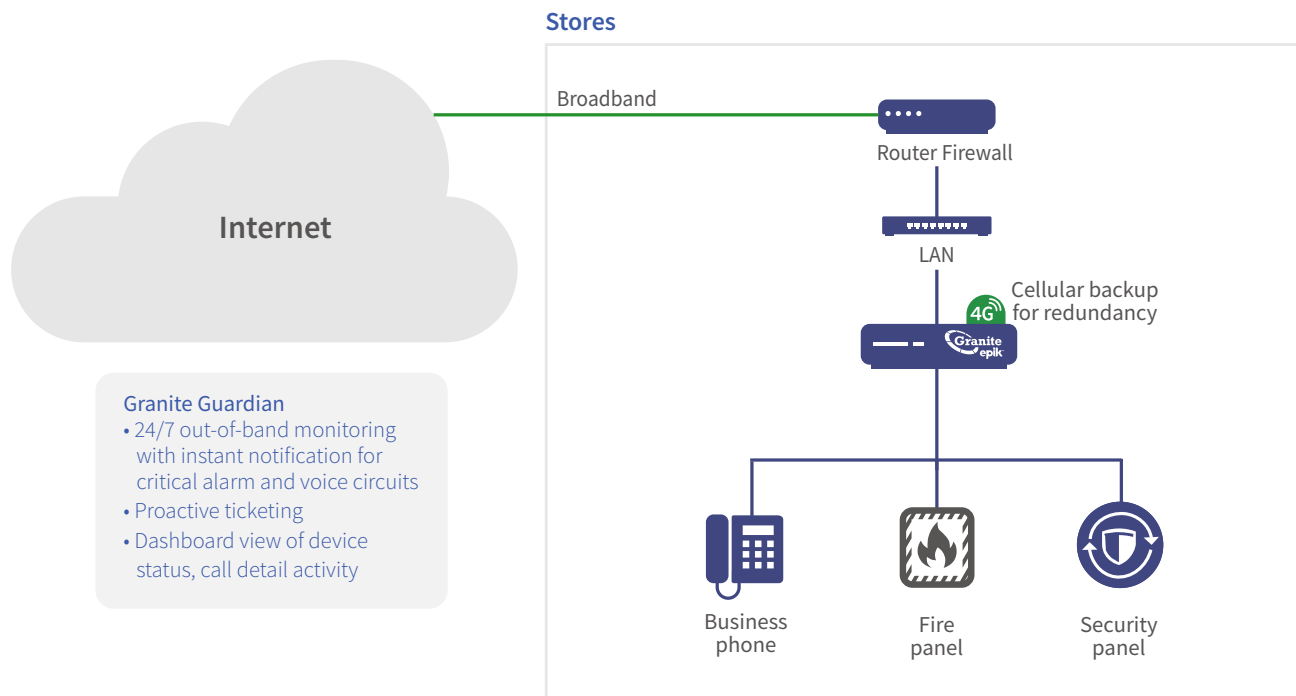 Stores
Broadband
Router Firewall
Internet
LAN
4G
Cellular backup
for redundancy
Granite
epik
Granite Guardian
• 24/7 out-of-band monitoring
with instant notification for
critical alarm and voice circuits
• Proactive ticketing
• Dashboard view of device
status, call detail activity
Business
phone
Fire
panel
Security
panel